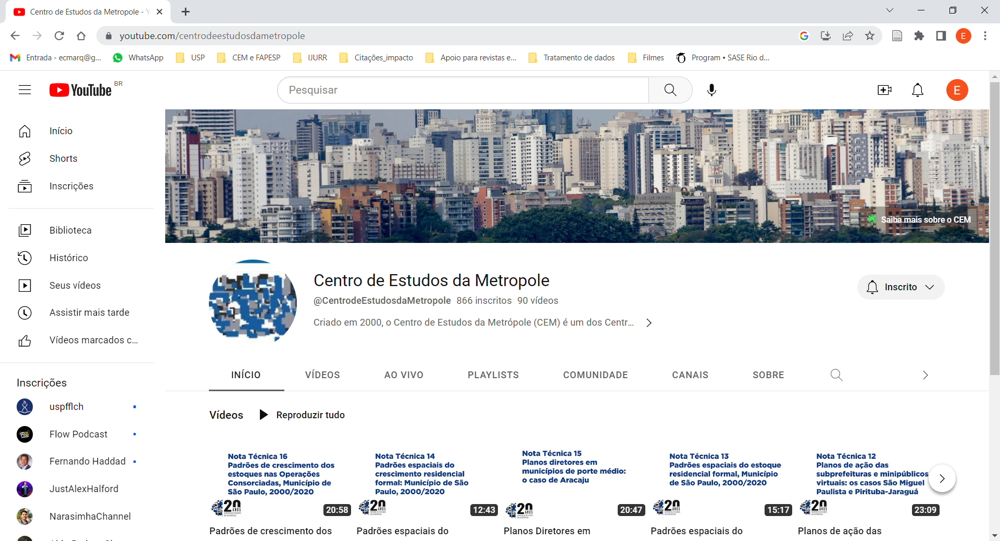 Centro de Estudos da Metropole - Y
youtube.com/centrodeestudosdametropole
E
Entrada - ecmarq@g...
WhatsApp
USP
CEM e FAPESP
IJURR
Citações_impacto
Apoio para revistas e...
Tratamento de dados
Filmes
Program • SASE Rio d...
YouTube BR
Pesquisar
E
Início
Shorts
Inscrições
Biblioteca
Histórico
Seus vídeos
Assistir mais tarde
Vídeos marcados c...
Inscrições
uspfflch
Flow Podcast
Fernando Haddad
JustAlexHalford
NarasimhaChannel
Saiba mais sobre o CEM
Centro de Estudos da Metropole
@CentrodeEstudosdaMetropole 866 inscritos 90 vídeos
Criado em 2000, o Centro de Estudos da Metrópole (CEM) é um dos Centr...
Inscrito
INÍCIO
VÍDEOS
AO VIVO
PLAYLISTS
COMUNIDADE
CANAIS
SOBRE
Vídeos
Reproduzir tudo
Nota Técnica 16
Padrões de crescimento dos
estoques nas Operações
Consorciadas, Município de
São Paulo, 2000/2020
20 ANOS
20:58
Padrões de crescimento dos
Nota Técnica 14
Padrões espaciais do
crescimento residencial
formal: Município de São
Paulo, 2000/2020
20 ANOS
12:43
Padrões espaciais do
Nota Técnica 15
Planos diretores em
municípios de porte médio:
o caso de Aracaju
20 ANOS
20:47
Planos Diretores em
Nota Técnica 13
Padrões espaciais do estoque
residencial formal, Município
de São Paulo, 2000/2020
20 ANOS
15:17
Padrões espaciais do
Nota Técnica 12
Planos de ação das
subprefeituras e minipúblicos
virtuais: os casos São Miguel
Paulista e Pirituba-Jaraguá
20 ANOS
23:09
Planos de ação das